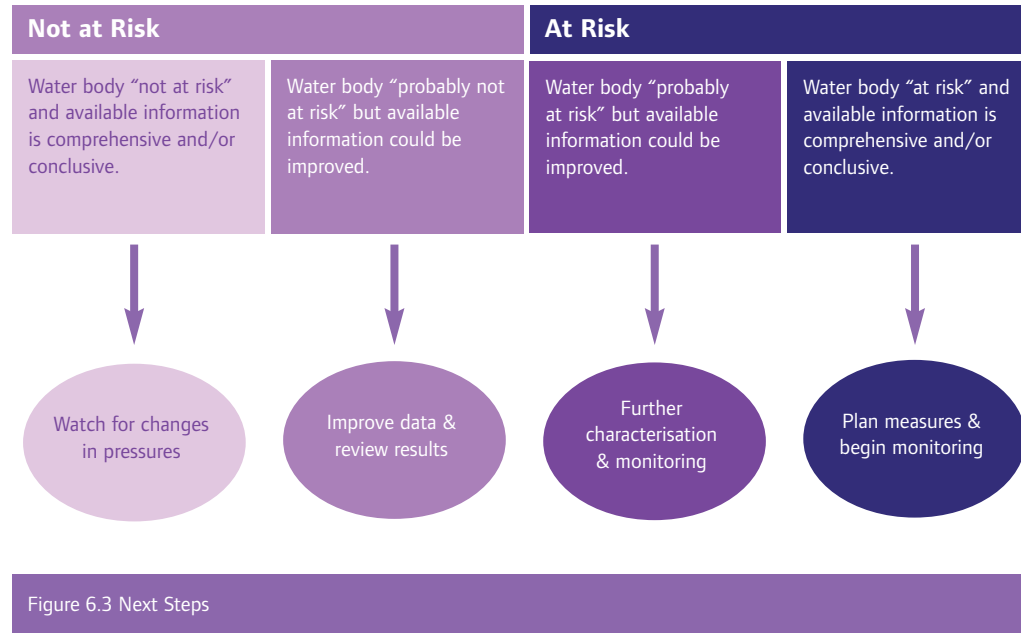 Not at Risk
At Risk
Water body “not at risk”
and available information
is comprehensive and/or
conclusive.
Water body “probably not
at risk” but available
information could be
improved.
Water body “probably
at risk” but available
information could be
improved.
Water body “at risk” and
available information is
comprehensive and/or
conclusive.
Watch for changes
in pressures
Improve data &
review results
Further
characterisation
& monitoring
Plan measures &
begin monitoring
Figure 6.3 Next Steps